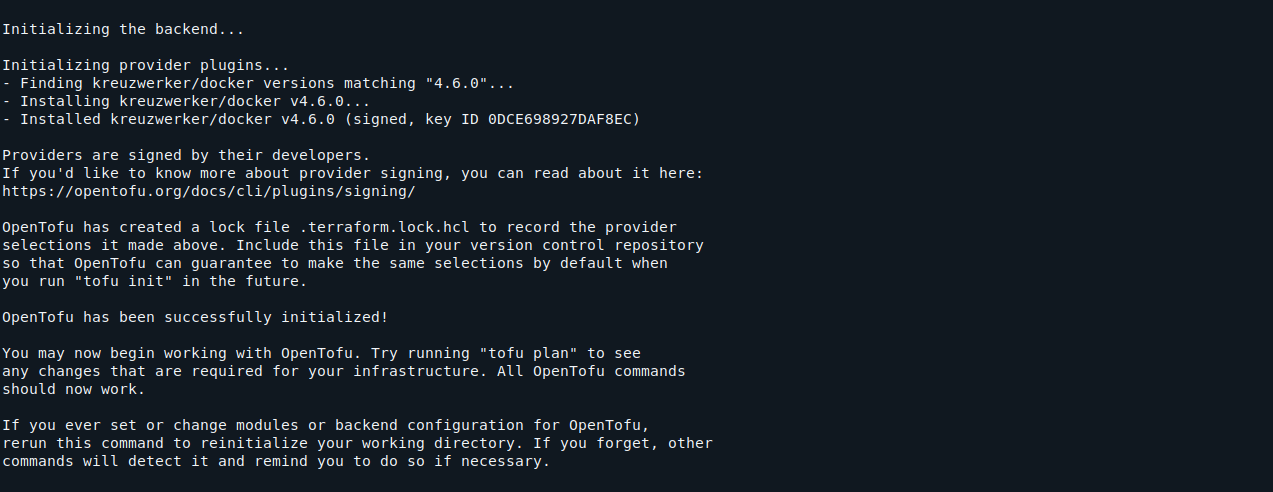 Initializing the backend...
Initializing provider plugins...
- Finding kreuzwerker/docker versions matching "4.6.0"...
- Installing kreuzwerker/docker v4.6.0...
- Installed kreuzwerker/docker v4.6.0 (signed, key ID 0DCE698927DAF8EC)
Providers are signed by their developers.
If you'd like to know more about provider signing, you can read about it here:
https://opentofu.org/docs/cli/plugins/signing/
OpenTofu has created a lock file .terraform.lock.hcl to record the provider
selections it made above. Include this file in your version control repository
so that OpenTofu can guarantee to make the same selections by default when
you run "tofu init" in the future.
OpenTofu has been successfully initialized!
You may now begin working with OpenTofu. Try running "tofu plan" to see
any changes that are required for your infrastructure. All OpenTofu commands
should now work.
If you ever set or change modules or backend configuration for OpenTofu,
rerun this command to reinitialize your working directory. If you forget, other
commands will detect it and remind you to do so if necessary.